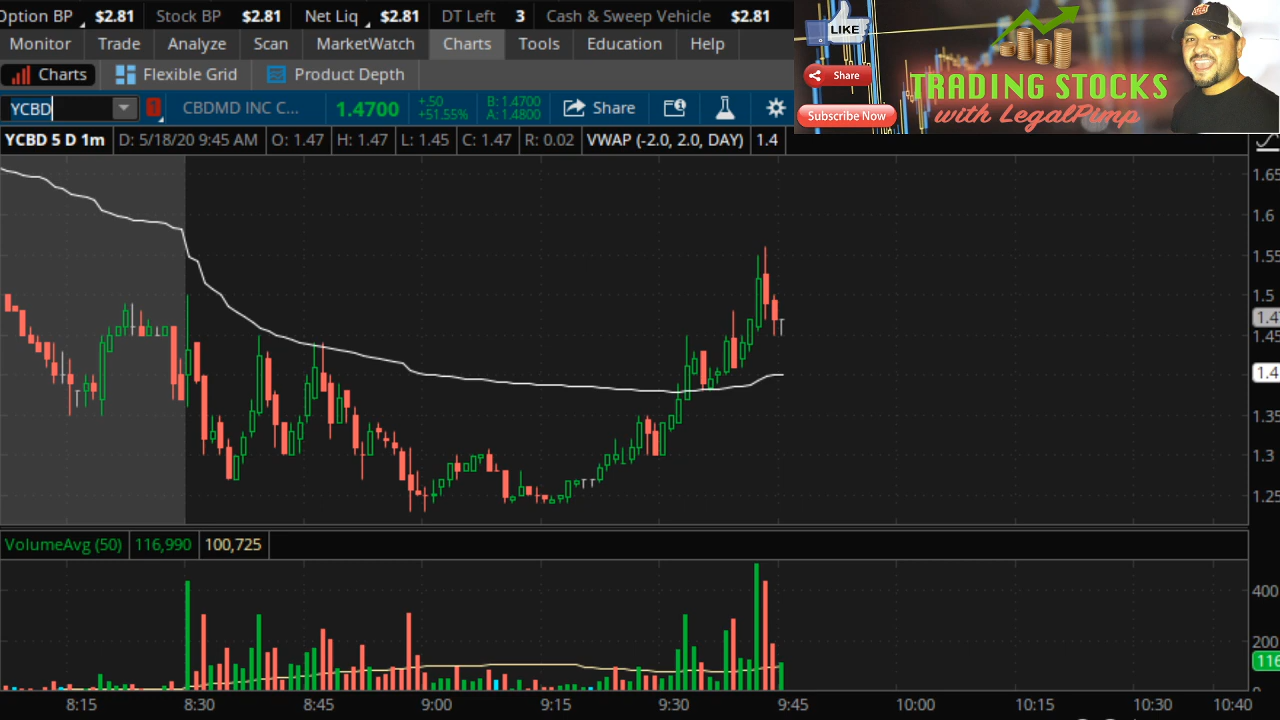 Option BP $2.81 Stock BP $2.81 Net Liq $2.81 DT Left 3 Cash & Sweep Vehicle $2.81
Monitor Trade Analyze Scan MarketWatch Charts Tools Education Help
Charts Flexible Grid Product Depth
YCBD 1 CBDMD INC C... 1.4700 +.50 B: 1.4700 Share
+51.55% A: 1.4800
YCBD 5 D 1m D: 5/18/20 9:45 AM O: 1.47 H: 1.47 L: 1.45 C: 1.47 R: 0.02 VWAP (-2.0, 2.0, DAY) 1.4
LIKE
Share
Subscribe Now
TRADING STOCKS
with LegalPimp
1.65
1.6
1.55
1.5
1.4
1.45
1.4
1.35
1.3
1.25
VolumeAvg (50) 116,990 100,725
400
200
116
0
8:15 8:30 8:45 9:00 9:15 9:30 9:45 10:00 10:15 10:30 10:40